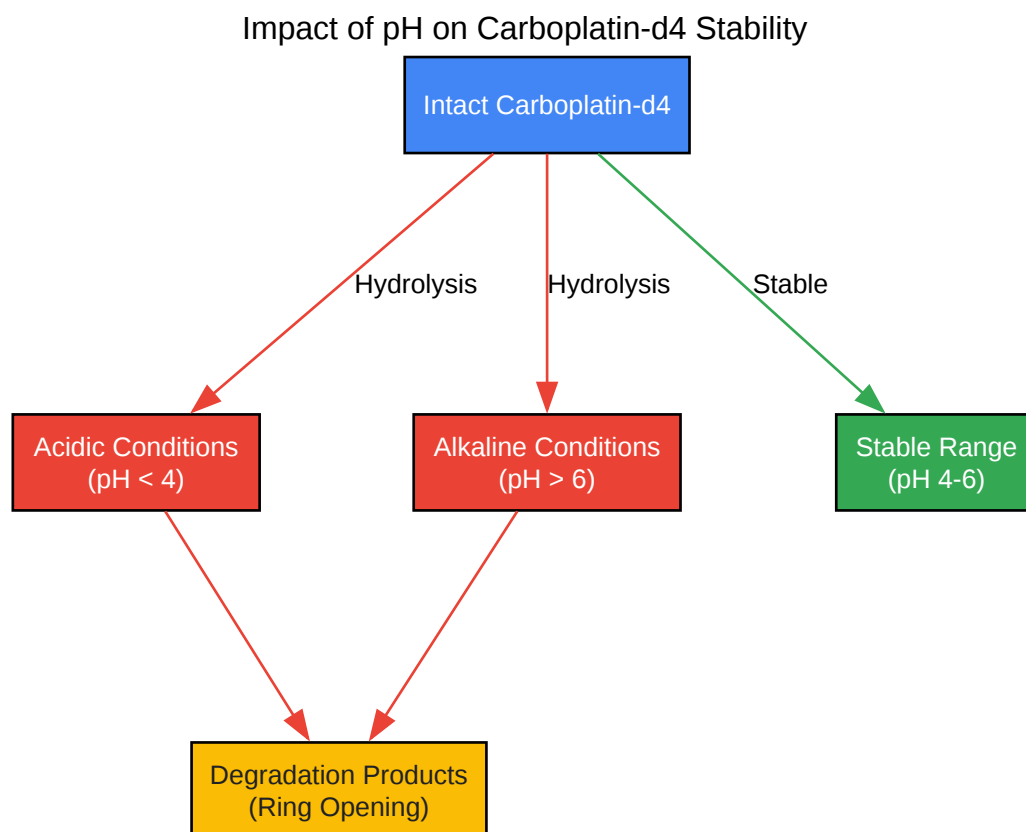 Impact of pH on Carboplatin-d4 Stability
Intact Carboplatin-d4
Hydrolysis
Hydrolysis
Stable
Acidic Conditions
(pH < 4)
Alkaline Conditions
(pH > 6)
Stable Range
(pH 4-6)
Degradation Products
(Ring Opening)